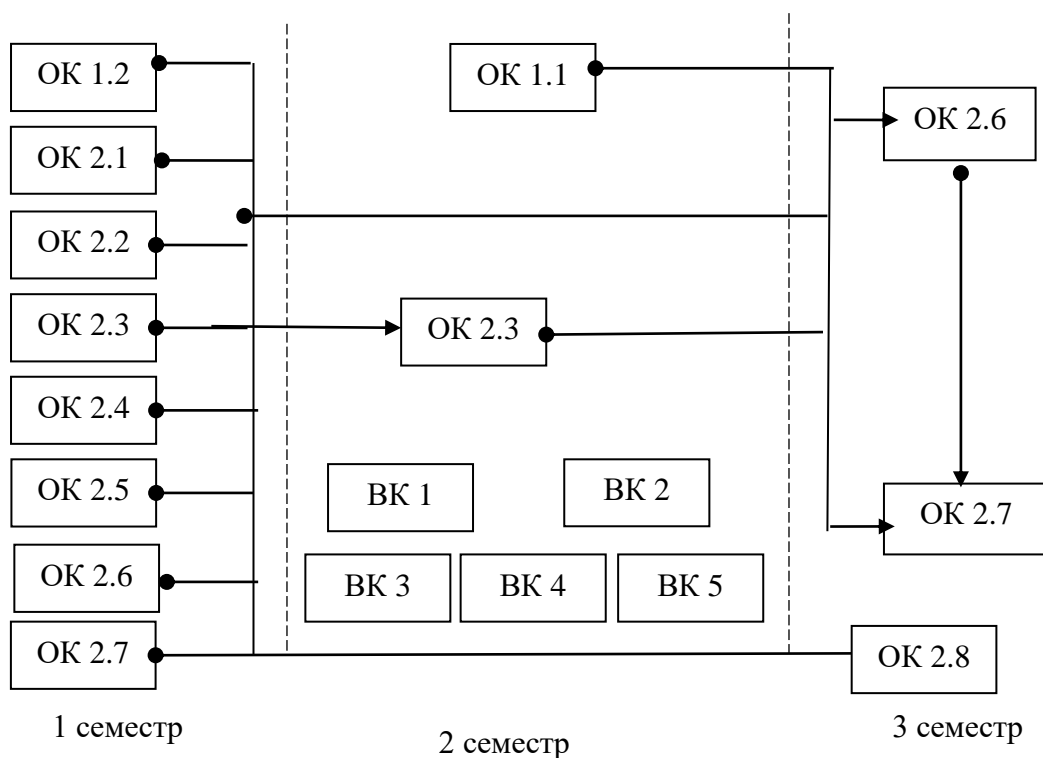 ОК 1.2
ОК 2.1
ОК 2.2
ОК 2.3
ОК 2.4
ОК 2.5
ОК 2.6
ОК 2.7
1 семестр
ОК 1.1
ОК 2.3
ВК 1
ВК 2
ВК 3
ВК 4
ВК 5
2 семестр
ОК 2.6
ОК 2.7
ОК 2.8
3 семестр